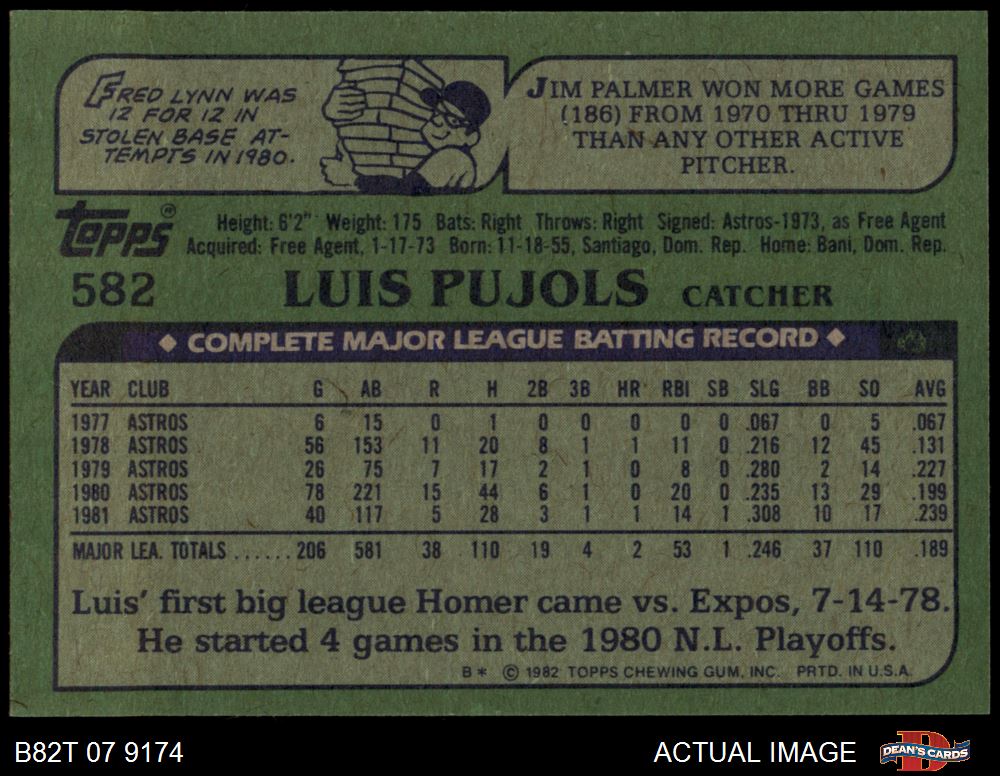 FRED LYNN WAS
12 FOR 12 IN
STOLEN BASE AT-
TEMPTS IN 1980.
JIM PALMER WON MORE GAMES
(186) FROM 1970 THRU 1979
THAN ANY OTHER ACTIVE
PITCHER.
TOPPS®
Height: 6'2" Weight: 175 Bats: Right Throws: Right Signed: Astros-1973, as Free Agent
Acquired: Free Agent, 1-17-73 Born: 11-18-55, Santiago, Dom. Rep. Home: Bani, Dom. Rep.
582 LUIS PUJOLS CATCHER
◆ COMPLETE MAJOR LEAGUE BATTING RECORD ◆
YEAR CLUB G AB R H 2B 3B HR RBI SB SLG BB SO AVG
1977 ASTROS 6 15 0 1 0 0 0 0 0 .067 0 5 .067
1978 ASTROS 56 153 11 20 8 1 1 11 0 .216 12 45 .131
1979 ASTROS 26 75 7 17 2 1 0 8 0 .280 2 14 .227
1980 ASTROS 78 221 15 44 6 1 0 20 0 .235 13 29 .199
1981 ASTROS 40 117 5 28 3 1 1 14 1 .308 10 17 .239
MAJOR LEA. TOTALS ...... 206 581 38 110 19 4 2 53 1 .246 37 110 .189
Luis' first big league Homer came vs. Expos, 7-14-78.
He started 4 games in the 1980 N.L. Playoffs.
B* © 1982 TOPPS CHEWING GUM, INC. PRTD. IN U.S.A.
B82T 07 9174
ACTUAL IMAGE
DEAN'S CARDS